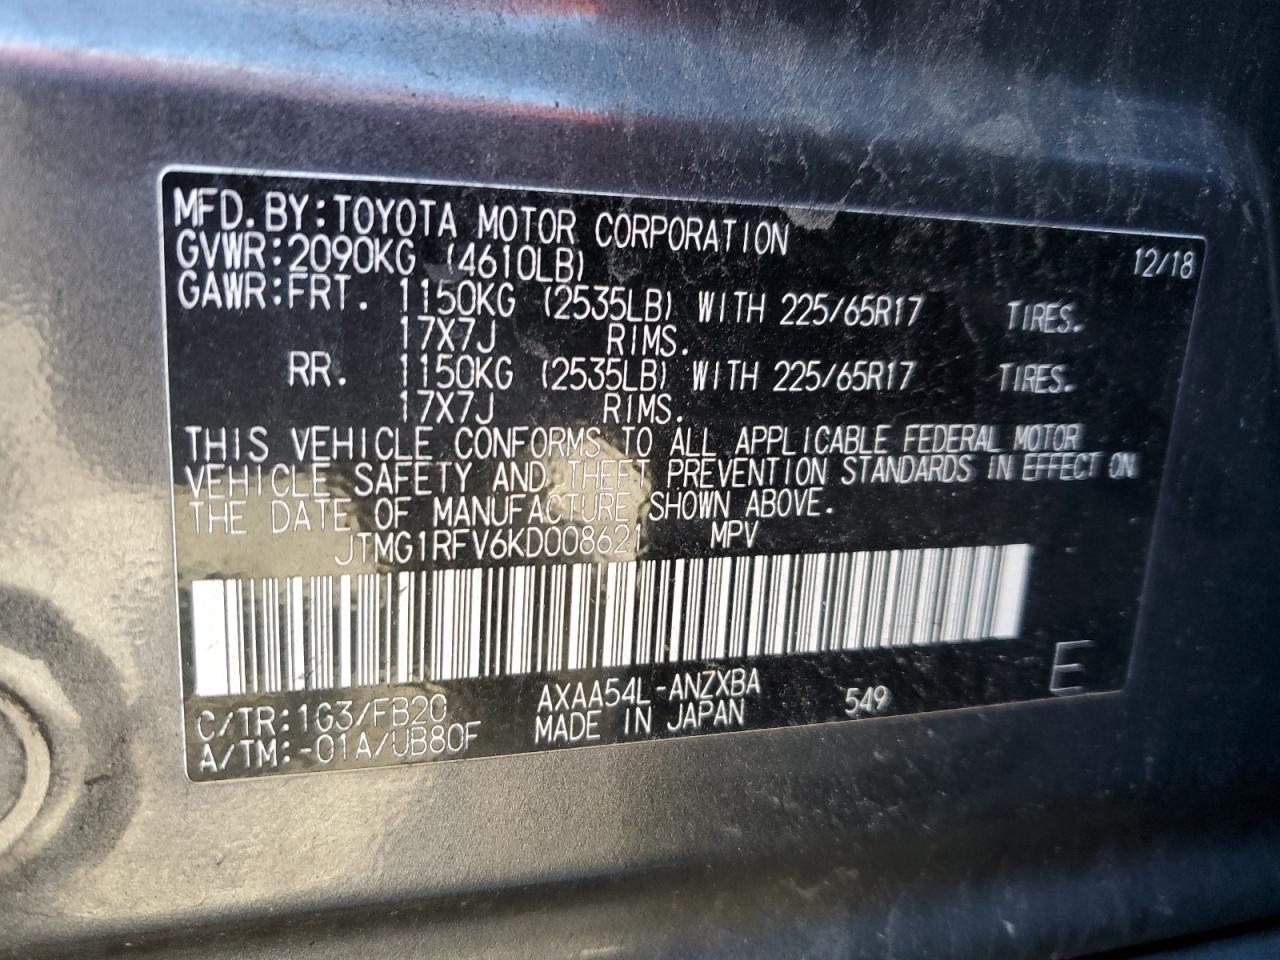 MFD.BY:TOYOTA MOTOR CORPORATION 12/18
GVWR:2090KG (4610LB)
GAWR:FRT. 1150KG (2535LB) WITH 225/65R17 TIRES.
17X7J RIMS.
RR. 1150KG (2535LB) WITH 225/65R17 TIRES.
17X7J RIMS.
THIS VEHICLE CONFORMS TO ALL APPLICABLE FEDERAL MOTOR
VEHICLE SAFETY AND THEFT PREVENTION STANDARDS IN EFFECT ON
THE DATE OF MANUFACTURE SHOWN ABOVE.
JTMG1RFV6KD008621 MPV
E
C/TR:1G3/FB20 AXAA54L-ANZXBA 549
A/TM:-01A/UB80F MADE IN JAPAN